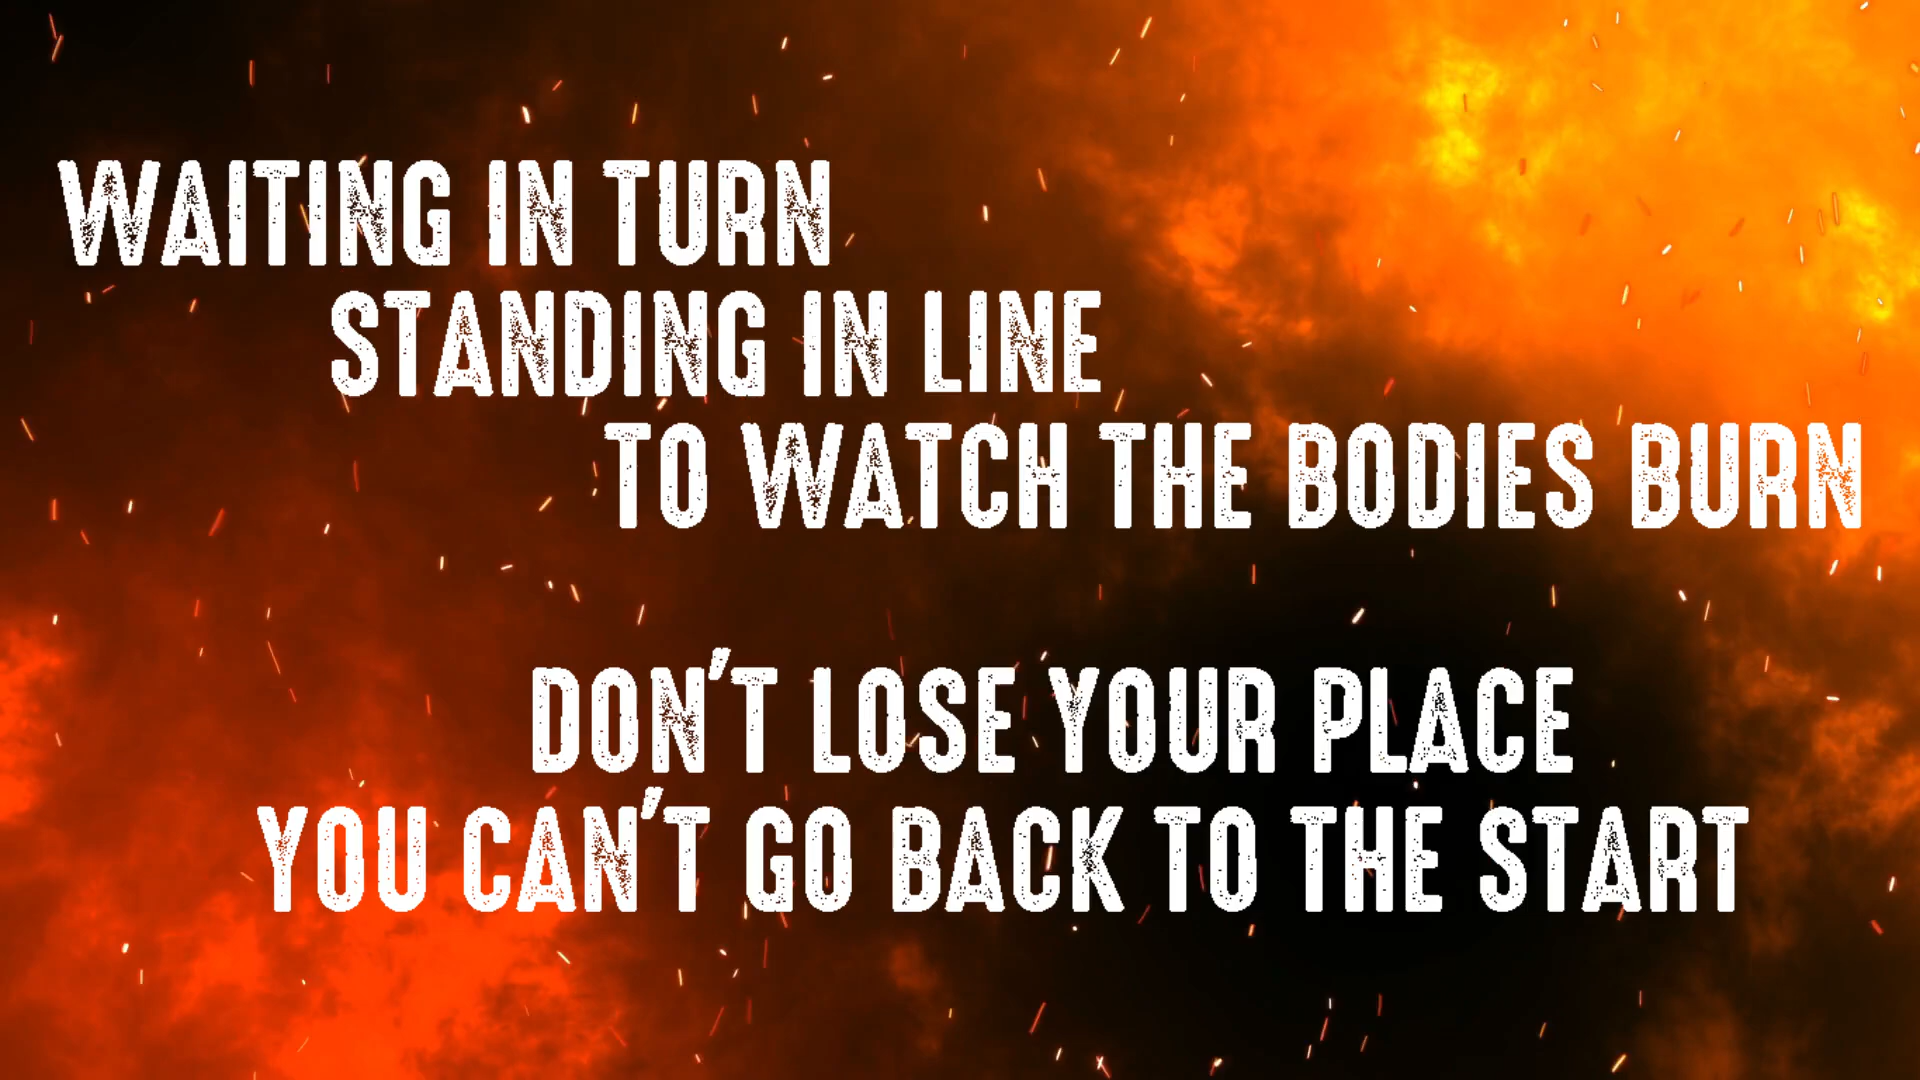 WAITING IN TURN
STANDING IN LINE
TO WATCH THE BODIES BURN
DON'T LOSE YOUR PLACE
YOU CAN'T GO BACK TO THE START